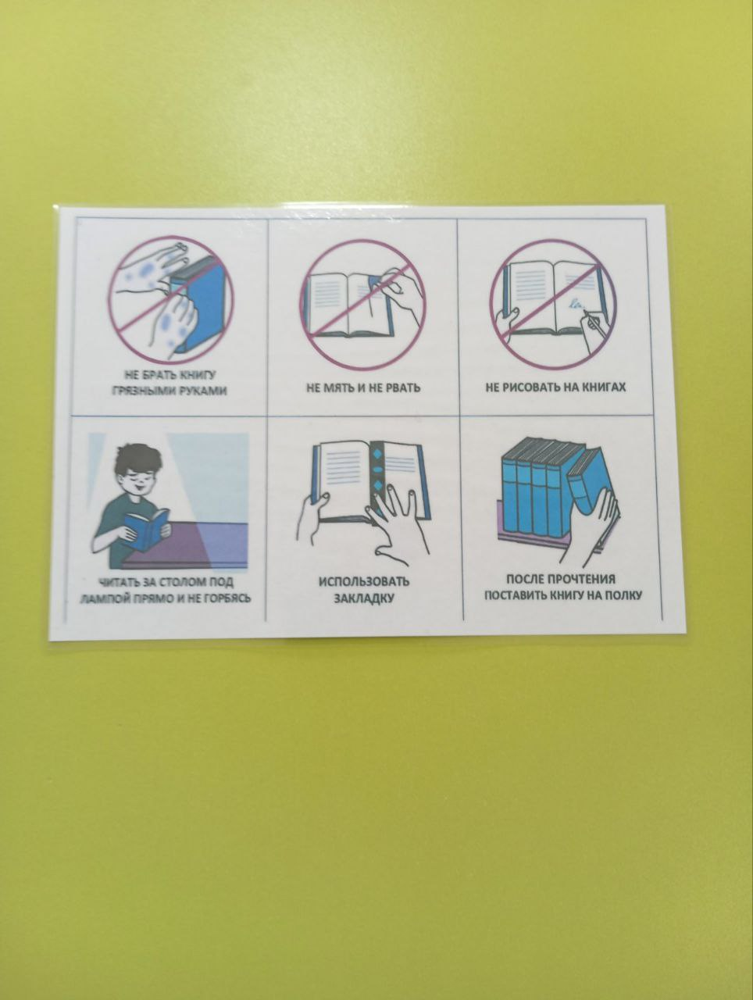 НЕ БРАТЬ КНИГУ
ГРЯЗНЫМИ РУКАМИ
НЕ МЯТЬ И НЕ РВАТЬ
НЕ РИСОВАТЬ НА КНИГАХ
ЧИТАТЬ ЗА СТОЛОМ ПОД
ЛАМПОЙ ПРЯМО И НЕ ГОРБЯСЬ
ИСПОЛЬЗОВАТЬ
ЗАКЛАДКУ
ПОСЛЕ ПРОЧТЕНИЯ
ПОСТАВИТЬ КНИГУ НА ПОЛКУ